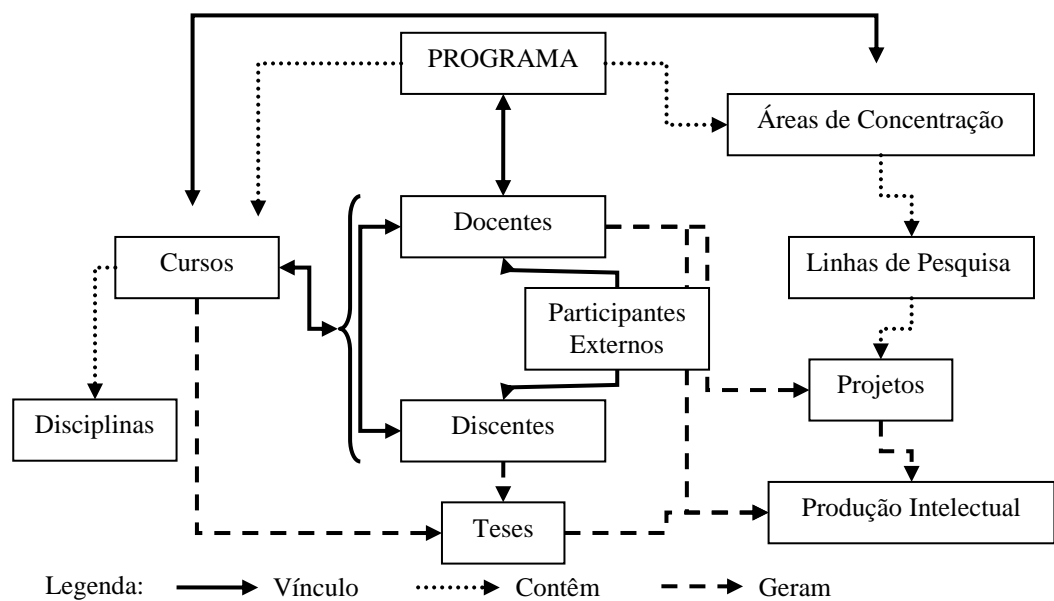 PROGRAMA
Áreas de Concentração
Docentes
Cursos
Linhas de Pesquisa
Participantes
Externos
Projetos
Disciplinas
Discentes
Produção Intelectual
Teses
Legenda: Vínculo Contêm Geram